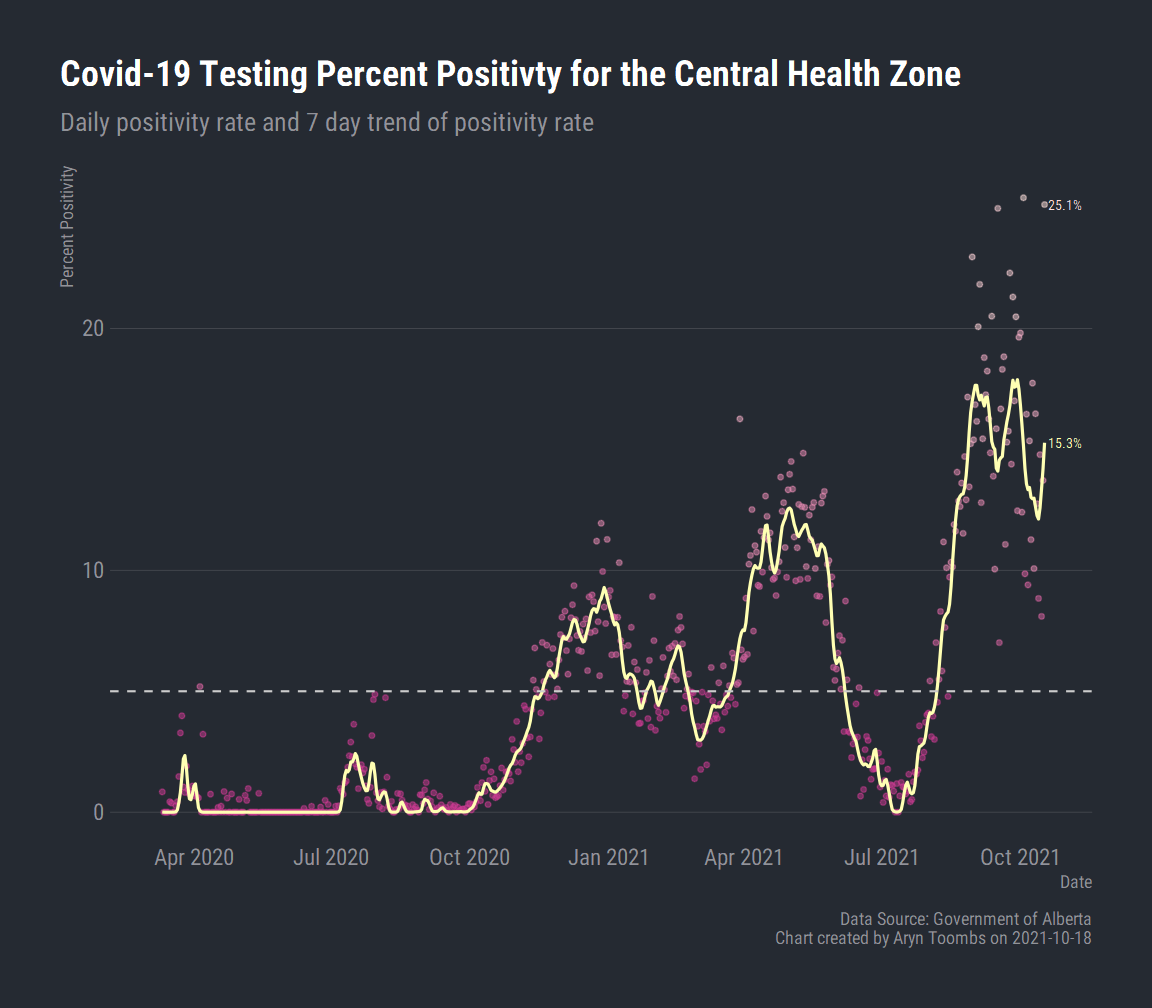 Covid-19 Testing Percent Positivty for the Central Health Zone
Daily positivity rate and 7 day trend of positivity rate
Percent Positivity
25.1%
20
15.3%
10
0
Apr 2020 Jul 2020 Oct 2020 Jan 2021 Apr 2021 Jul 2021 Oct 2021
Date
Data Source: Government of Alberta
Chart created by Aryn Toombs on 2021-10-18